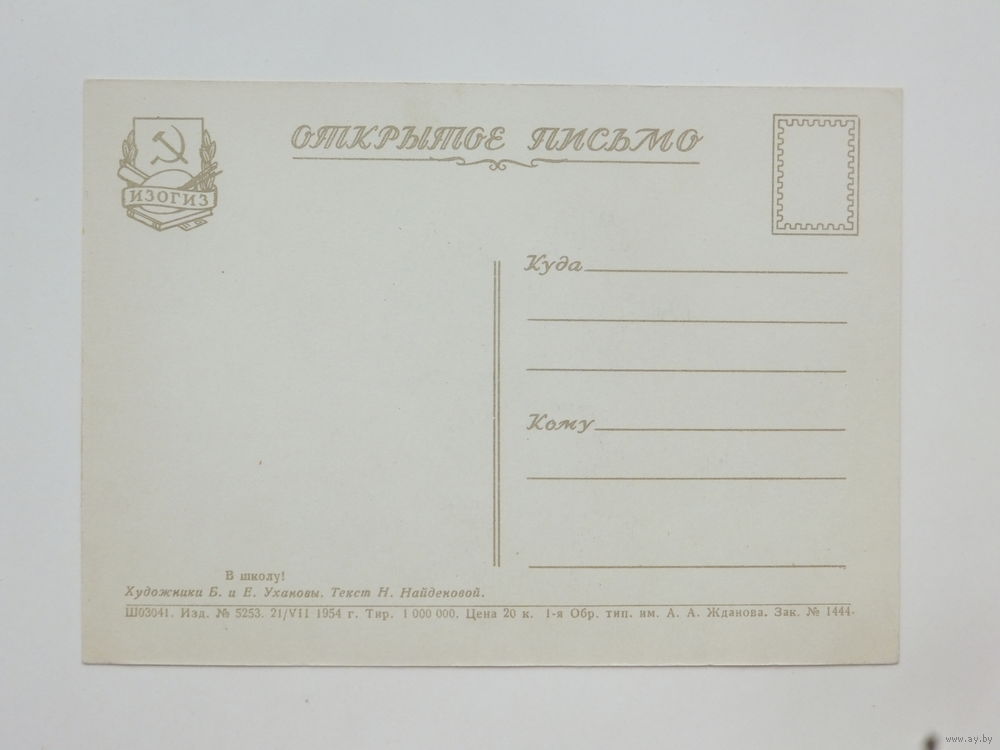 ОТКРЫТОЕ ПИСЬМО
ИЗОГИЗ
Куда
Кому
В школу!
Художники Б. и Е. Ухановы. Текст Н. Найденовой.
Ш03041. Изд. № 5253. 21/VII 1954 г. Тир. 1 000 000. Цена 20 к. 1-я Обр. тип. им. А. А. Жданова. Зак. № 1444.
www.ay.by